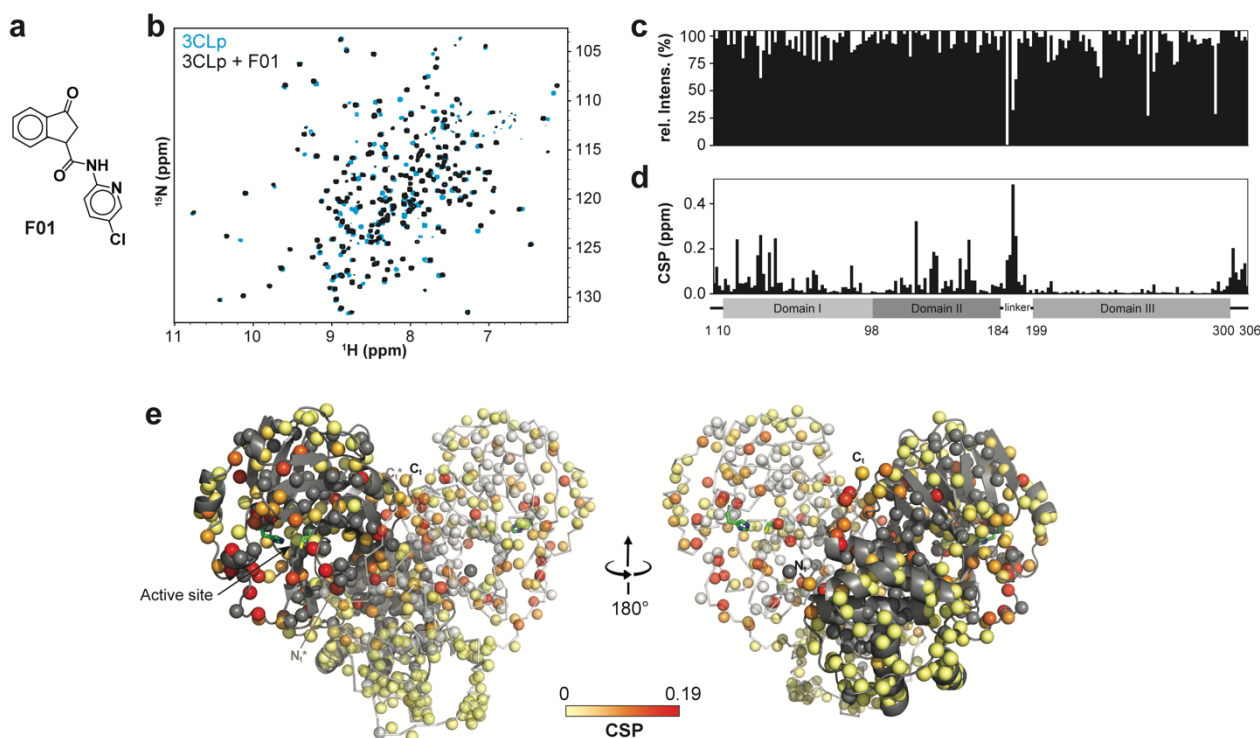 a
O
NH
O
N
F01
Cl
b
3CLp
3CLp + F01
105
110
115
120
125
130
¹⁵N (ppm)
11
10
9
8
7
¹H (ppm)
c
rel. Intens. (%)
100
75
50
25
0
d
CSP (ppm)
0.4
0.2
0.0
Domain I
Domain II
linker
Domain III
1 10
98
184
199
300 306
e
Cₜ*
Cₜ
Active site
Nₜ*
180°
Cₜ
Nₜ
0
0.19
CSP